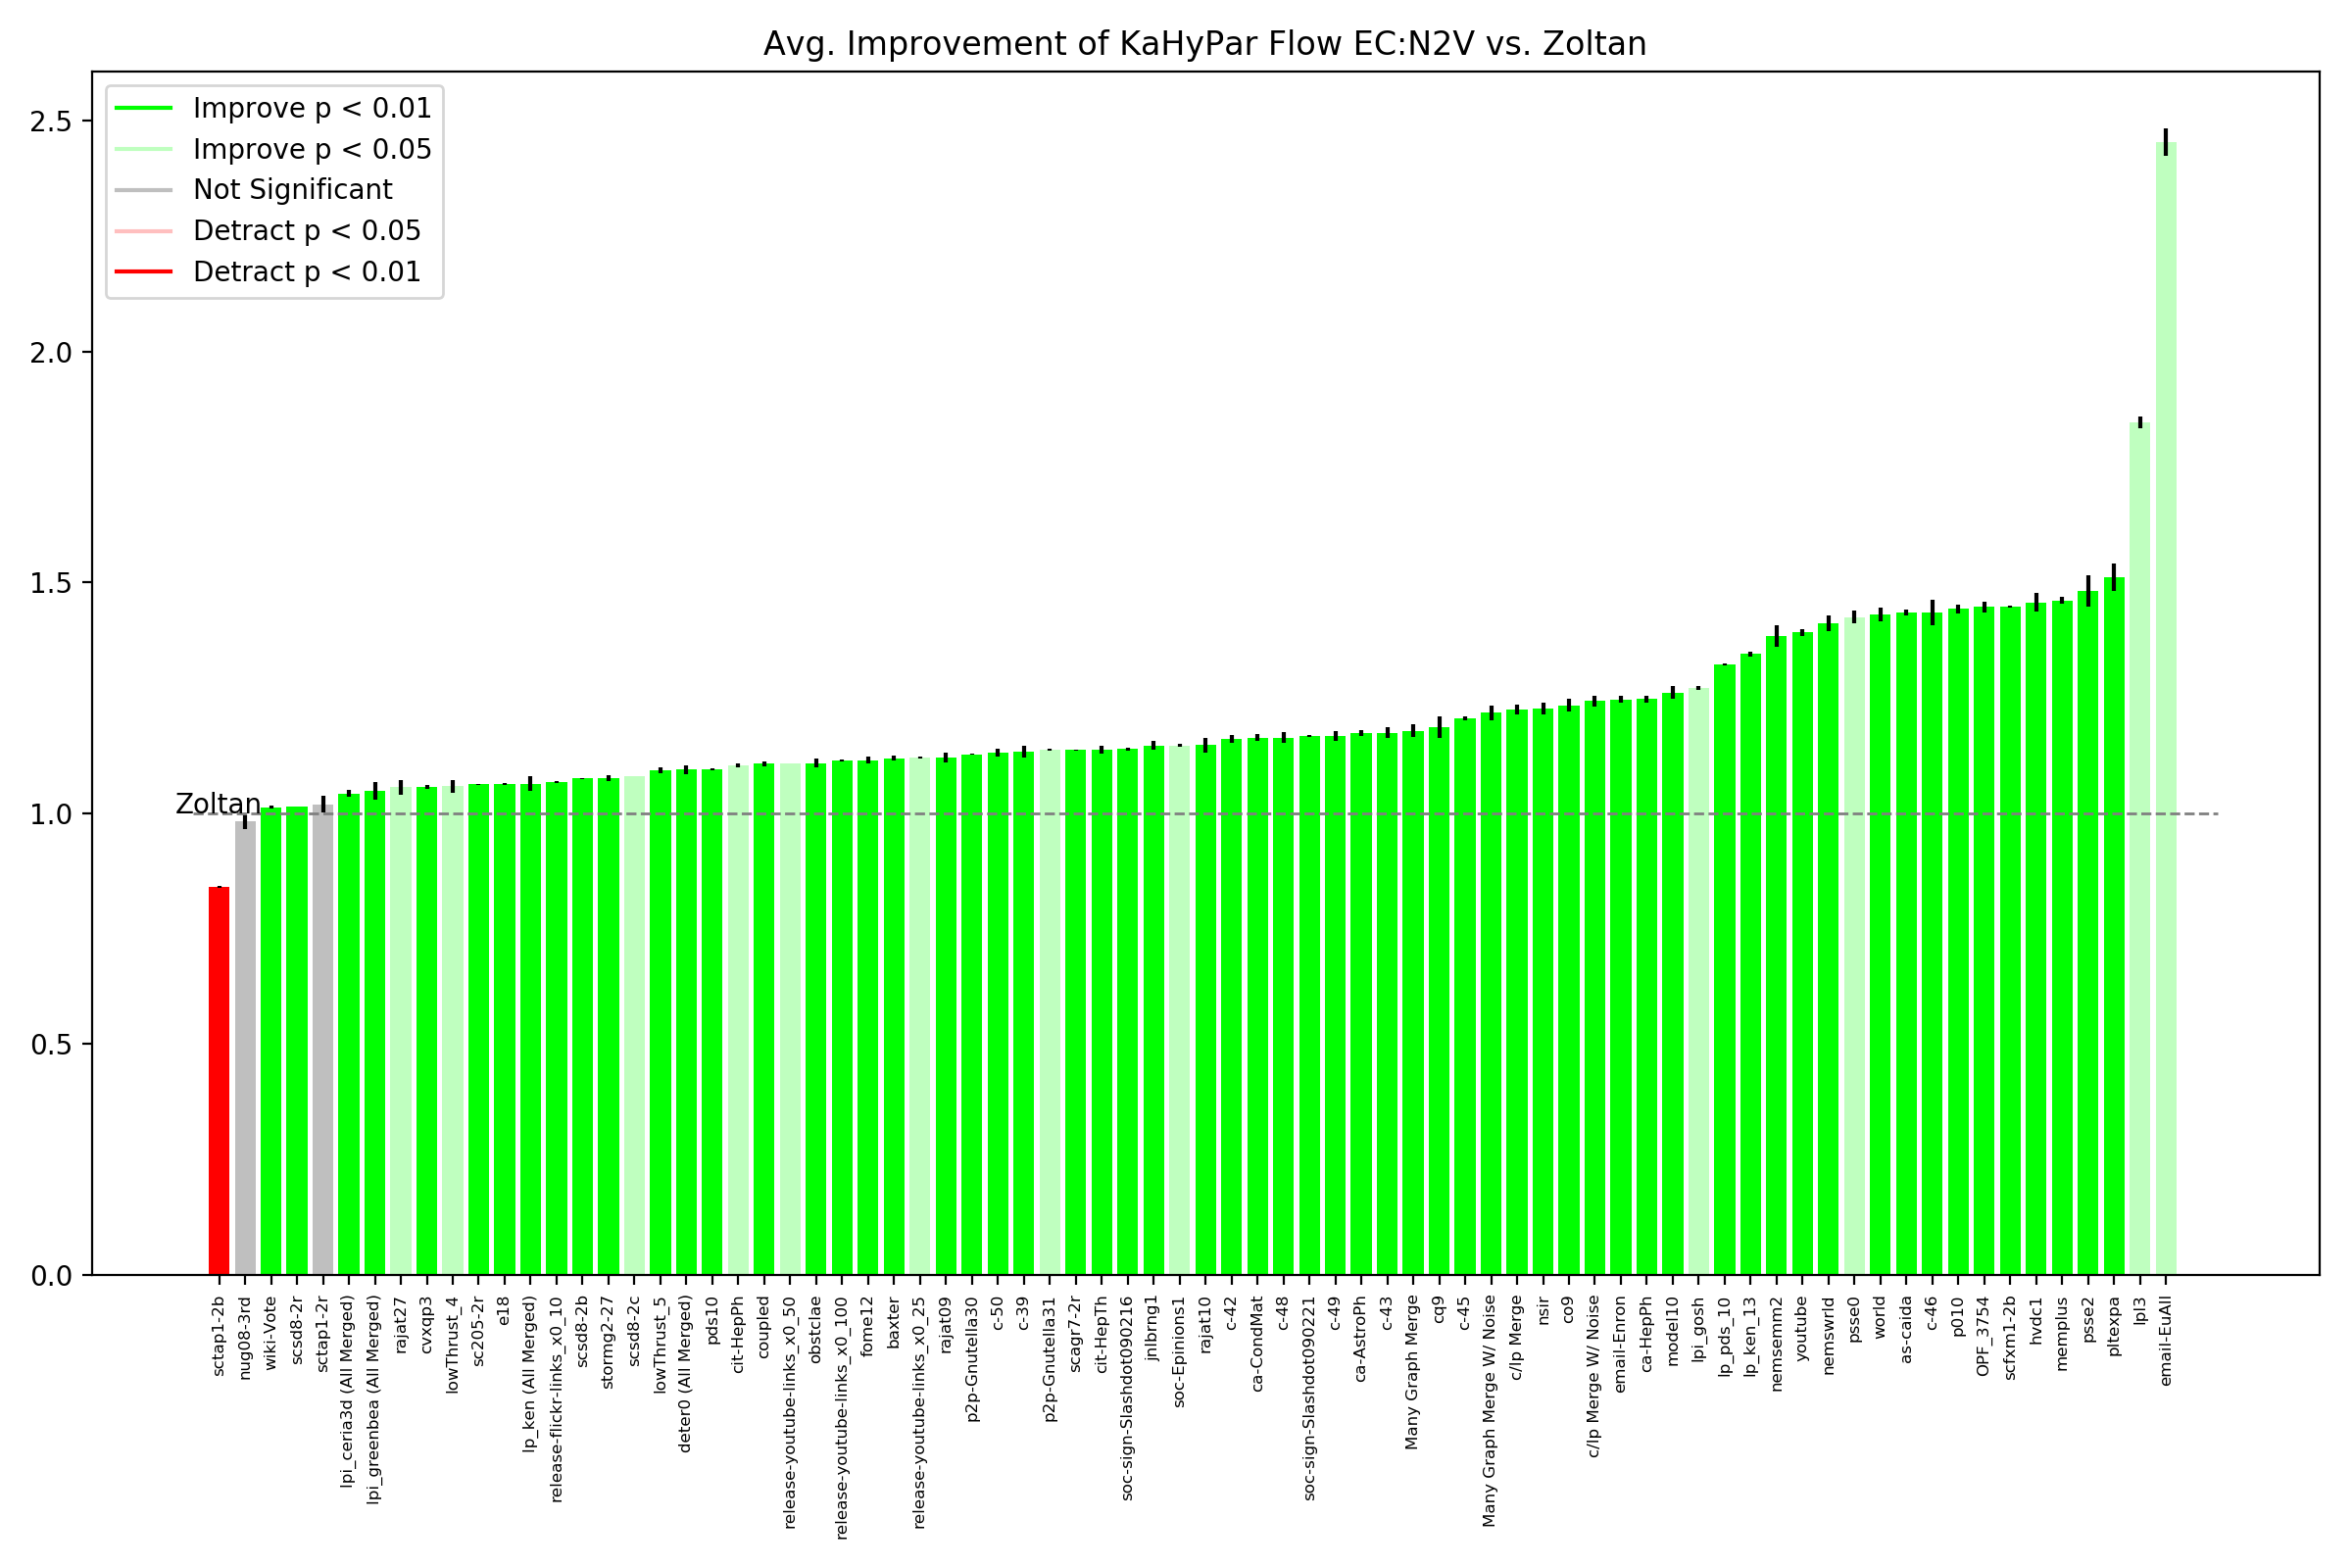 Avg. Improvement of KaHyPar Flow EC:N2V vs. Zoltan
Improve p < 0.01
Improve p < 0.05
Not Significant
Detract p < 0.05
Detract p < 0.01
2.5
2.0
1.5
1.0
0.5
0.0
Zoltan
sctap1-2b
nug08-3rd
wiki-Vote
scsd8-2r
sctap1-2r
lpi_ceria3d (All Merged)
lpi_greenbea (All Merged)
rajat27
cvxqp3
lowThrust_4
sc205-2r
e18
lp_ken (All Merged)
release-flickr-links_x0_10
scsd8-2b
stormg2-27
scsd8-2c
lowThrust_5
deter0 (All Merged)
pds10
cit-HepPh
coupled
release-youtube-links_x0_50
obstclae
release-youtube-links_x0_100
fome12
baxter
release-youtube-links_x0_25
rajat09
p2p-Gnutella30
c-50
c-39
p2p-Gnutella31
scagr7-2r
cit-HepTh
soc-sign-Slashdot090216
jnlbrng1
soc-Epinions1
rajat10
c-42
ca-CondMat
c-48
soc-sign-Slashdot090221
c-49
ca-AstroPh
c-43
Many Graph Merge
cq9
c-45
Many Graph Merge W/ Noise
c/lp Merge
nsir
co9
c/lp Merge W/ Noise
email-Enron
ca-HepPh
model10
lpi_gosh
lp_pds_10
lp_ken_13
nemsemm2
youtube
nemswrld
psse0
world
as-caida
c-46
p010
OPF_3754
scfxm1-2b
hvdc1
memplus
psse2
pltexpa
lpl3
email-EuAll